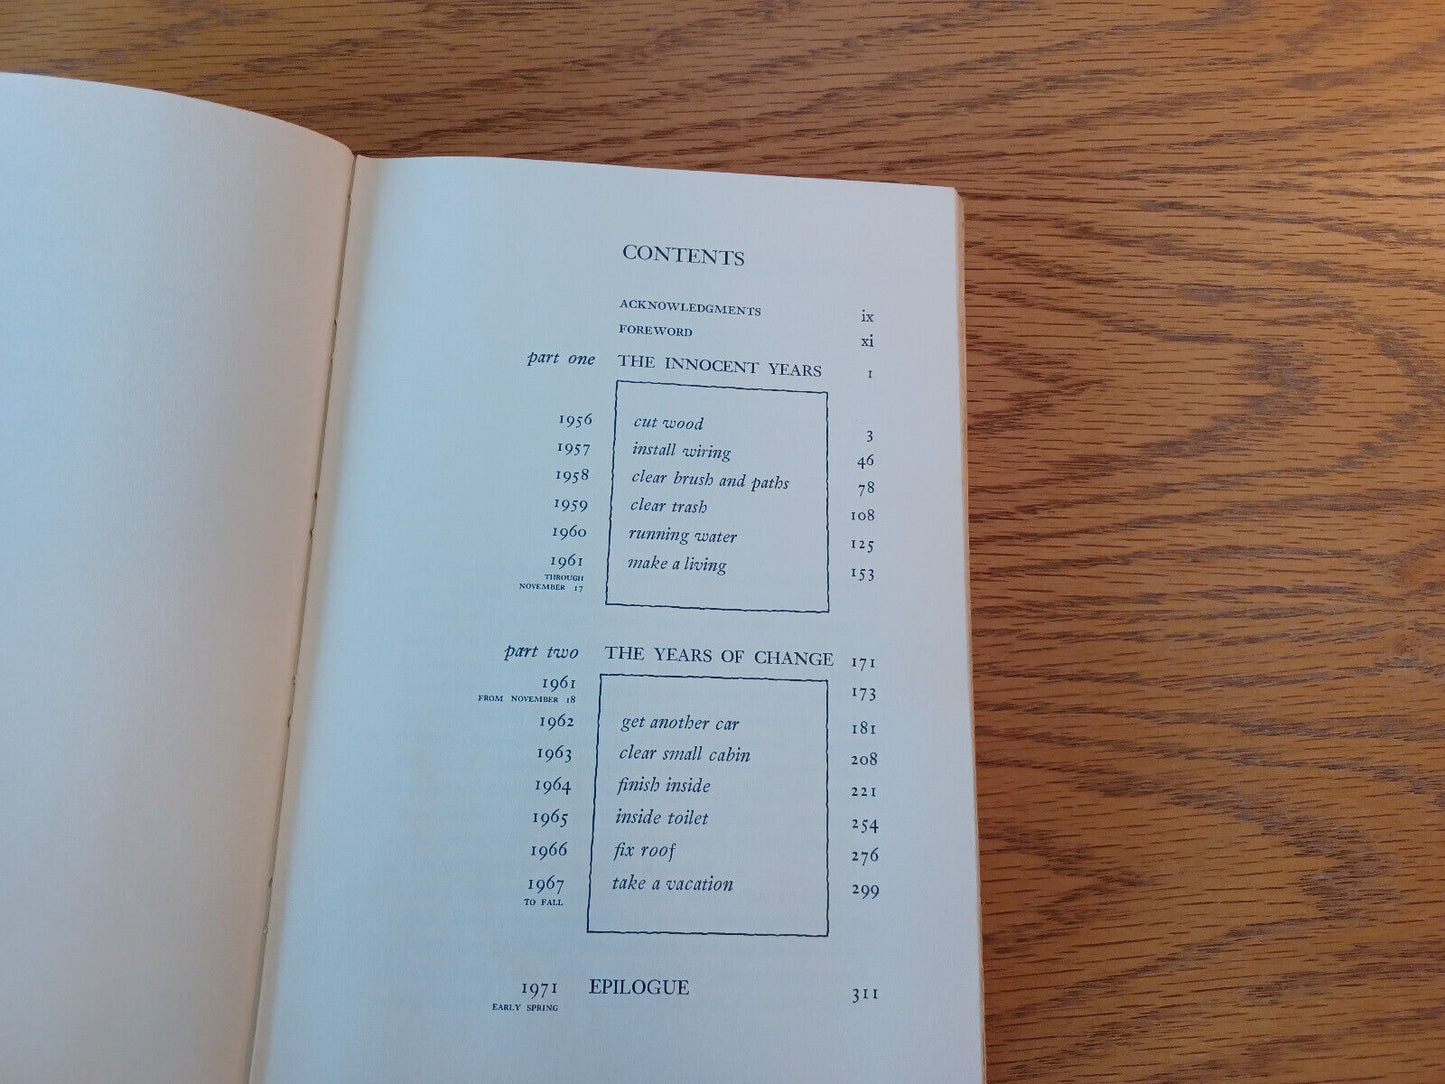 CONTENTS
ACKNOWLEDGMENTS ix
FOREWORD xi
part one THE INNOCENT YEARS 1
1956 cut wood 3
1957 install wiring 46
1958 clear brush and paths 78
1959 clear trash 108
1960 running water 125
1961 make a living 153
THROUGH
NOVEMBER 17
part two THE YEARS OF CHANGE 171
1961 173
FROM NOVEMBER 18
1962 get another car 181
1963 clear small cabin 208
1964 finish inside 221
1965 inside toilet 254
1966 fix roof 276
1967 take a vacation 299
TO FALL
1971 EPILOGUE 311
EARLY SPRING